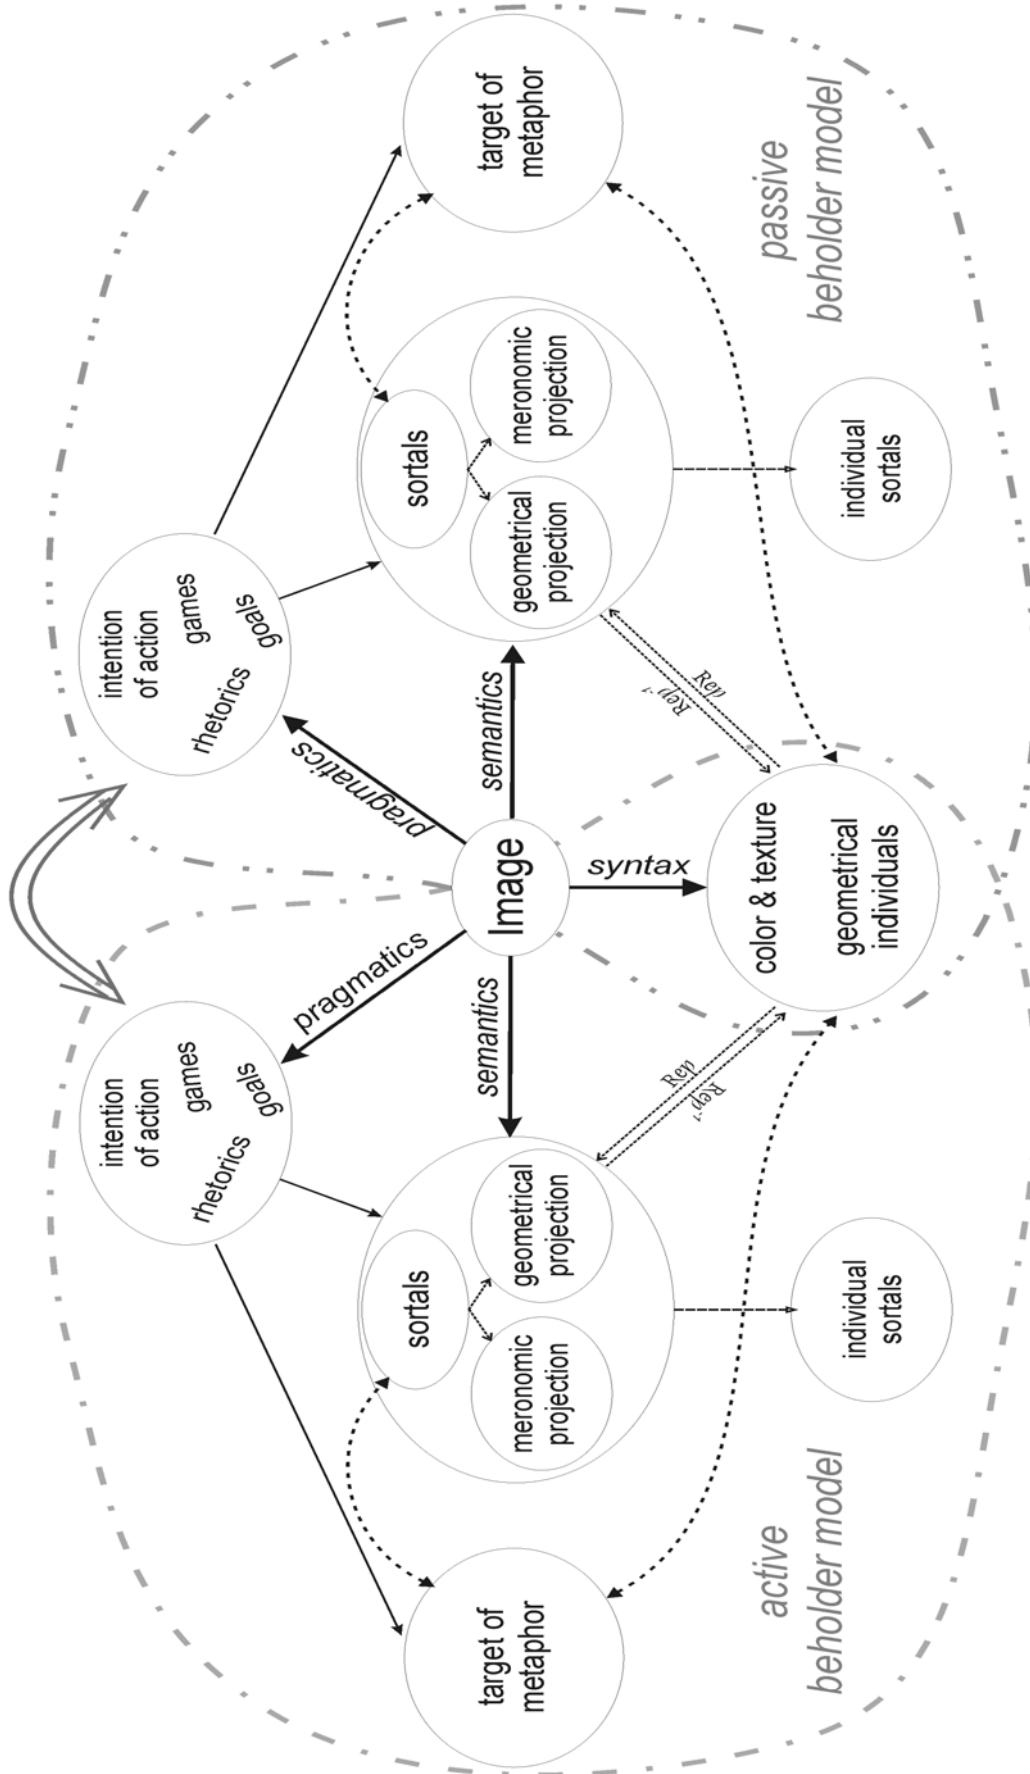 intention
of action
games
rhetorics
goals
intention
of action
games
rhetorics
goals
pragmatics
pragmatics
target of
metaphor
sortals
meronomic
projection
geometrical
projection
semantics
Image
semantics
sortals
geometrical
projection
meronomic
projection
target of
metaphor
syntax
Rep
Rep⁻¹
Rep⁻¹
Rep
color & texture
geometrical
individuals
individual
sortals
individual
sortals
active
beholder model
passive
beholder model